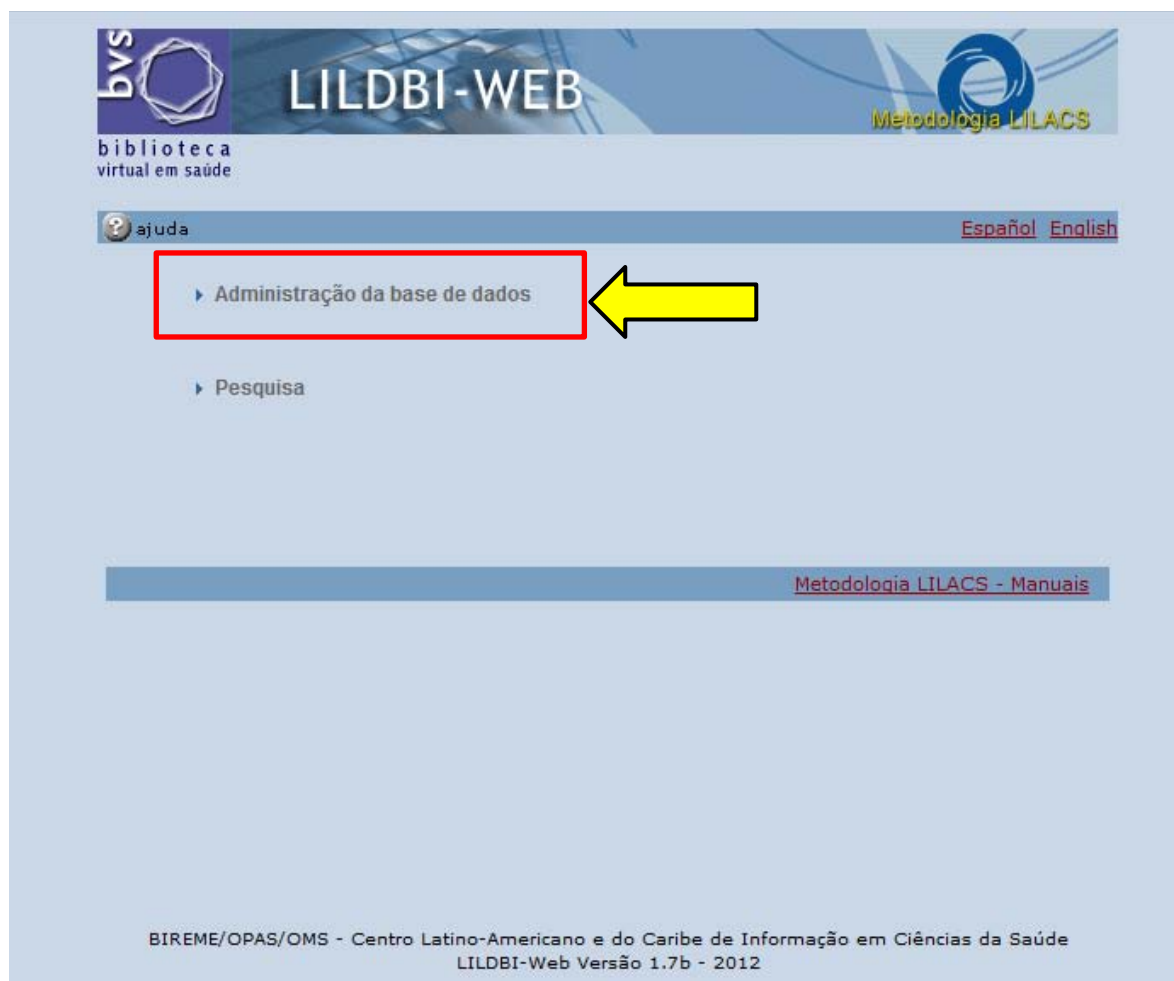 bvs
LILDBI-WEB
Metodologia LILACS
biblioteca
virtual em saúde
ajuda
Español English
Administração da base de dados
Pesquisa
Metodologia LILACS - Manuais
BIREME/OPAS/OMS - Centro Latino-Americano e do Caribe de Informação em Ciências da Saúde
LILDBI-Web Versão 1.7b - 2012